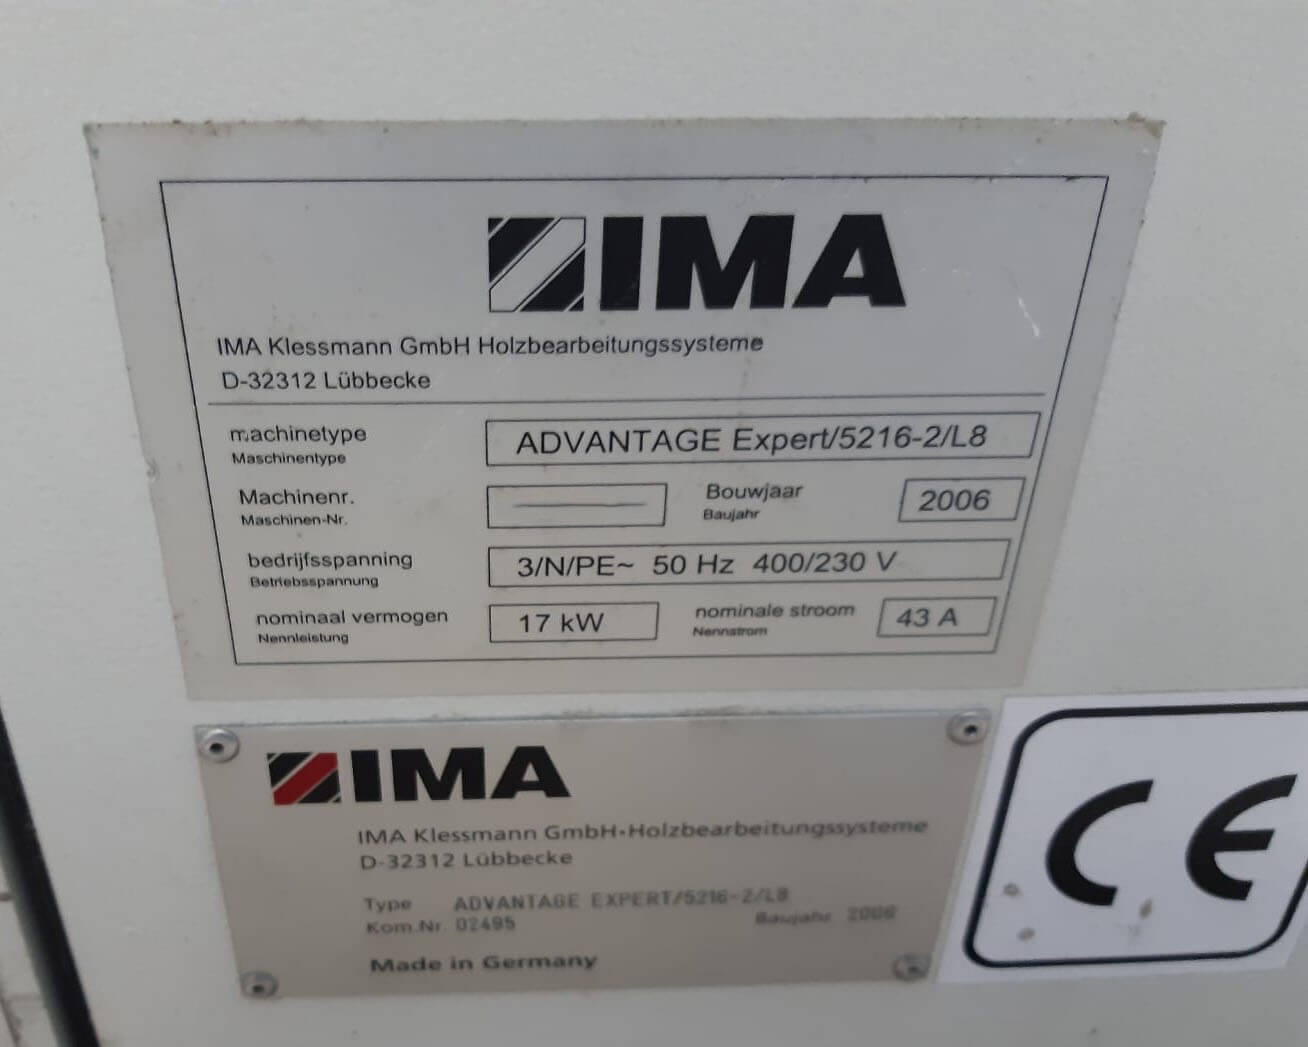 IMA
IMA Klessmann GmbH Holzbearbeitungssysteme
D-32312 Lübbecke
machinetype
Maschinentype
ADVANTAGE Expert/5216-2/L8
Machinenr.
Maschinen-Nr.
Bouwjaar
Baujahr
2006
bedrijfsspanning
Betriebsspannung
3/N/PE~ 50 Hz 400/230 V
nominaal vermogen
Nennleistung
17 kW
nominale stroom
Nennstrom
43 A
IMA
IMA Klessmann GmbH•Holzbearbeitungssysteme
D-32312 Lübbecke
Type ADVANTAGE EXPERT/5216-2/L8
Kom.Nr. 02495 Baujahr 2006
Made in Germany
CE